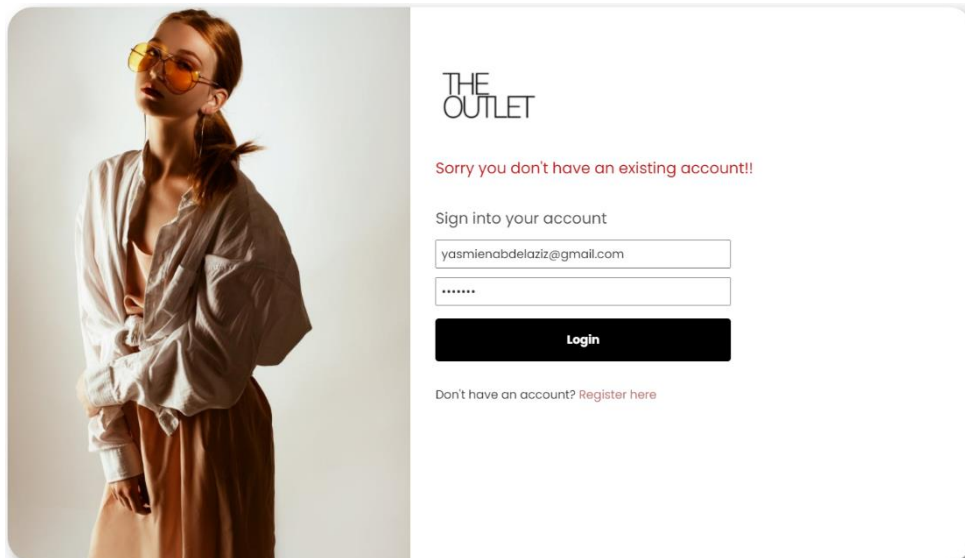 THE
OUTLET
Sorry you don't have an existing account!!
Sign into your account
yasmienabdelaziz@gmail.com
•••••••
Login
Don't have an account? Register here